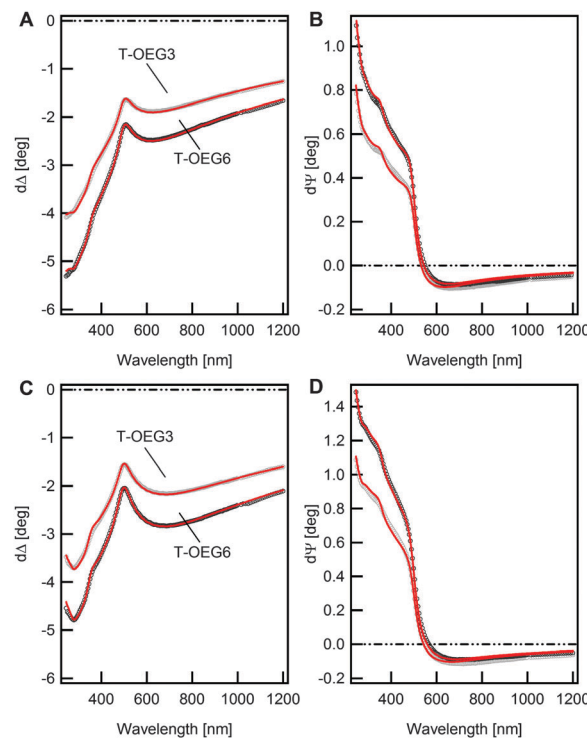 A
0
-1
-2
-3
-4
-5
-6
dΔ [deg]
T-OEG3
T-OEG6
400 600 800 1000 1200
Wavelength [nm]
B
1.0
0.8
0.6
0.4
0.2
0.0
-0.2
dΨ [deg]
400 600 800 1000 1200
Wavelength [nm]
C
0
-1
-2
-3
-4
-5
-6
dΔ [deg]
T-OEG3
T-OEG6
400 600 800 1000 1200
Wavelength [nm]
D
1.4
1.2
1.0
0.8
0.6
0.4
0.2
0.0
-0.2
dΨ [deg]
400 600 800 1000 1200
Wavelength [nm]